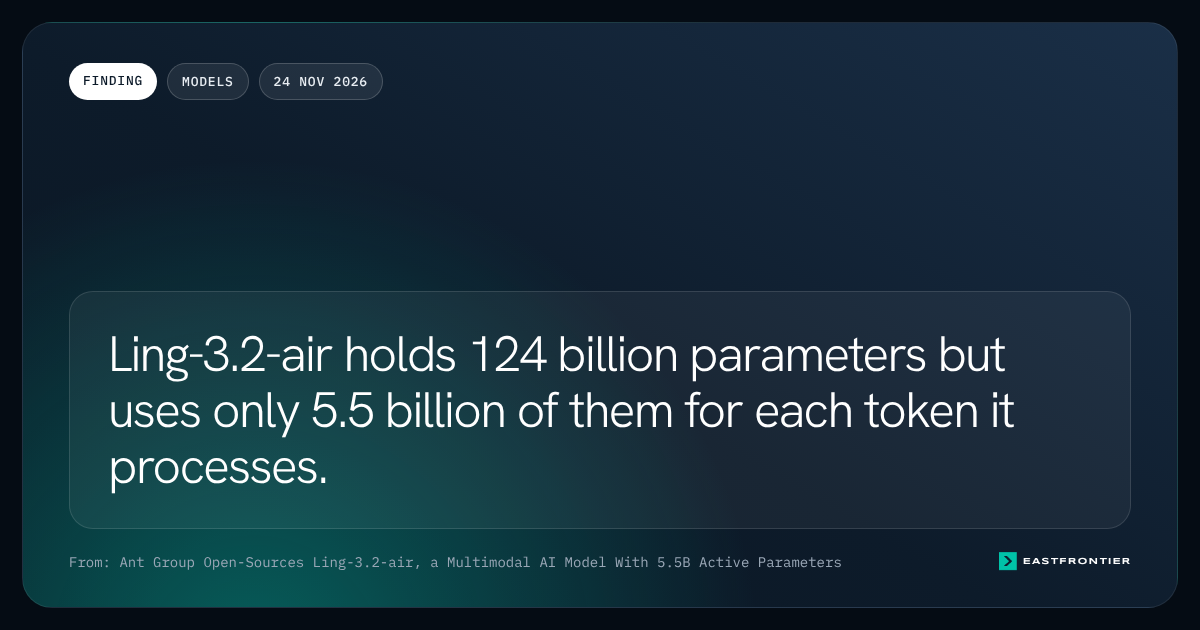 FINDING
MODELS
24 NOV 2026
Ling-3.2-air holds 124 billion parameters but
uses only 5.5 billion of them for each token it
processes.
From: Ant Group Open-Sources Ling-3.2-air, a Multimodal AI Model With 5.5B Active Parameters
EASTFRONTIER